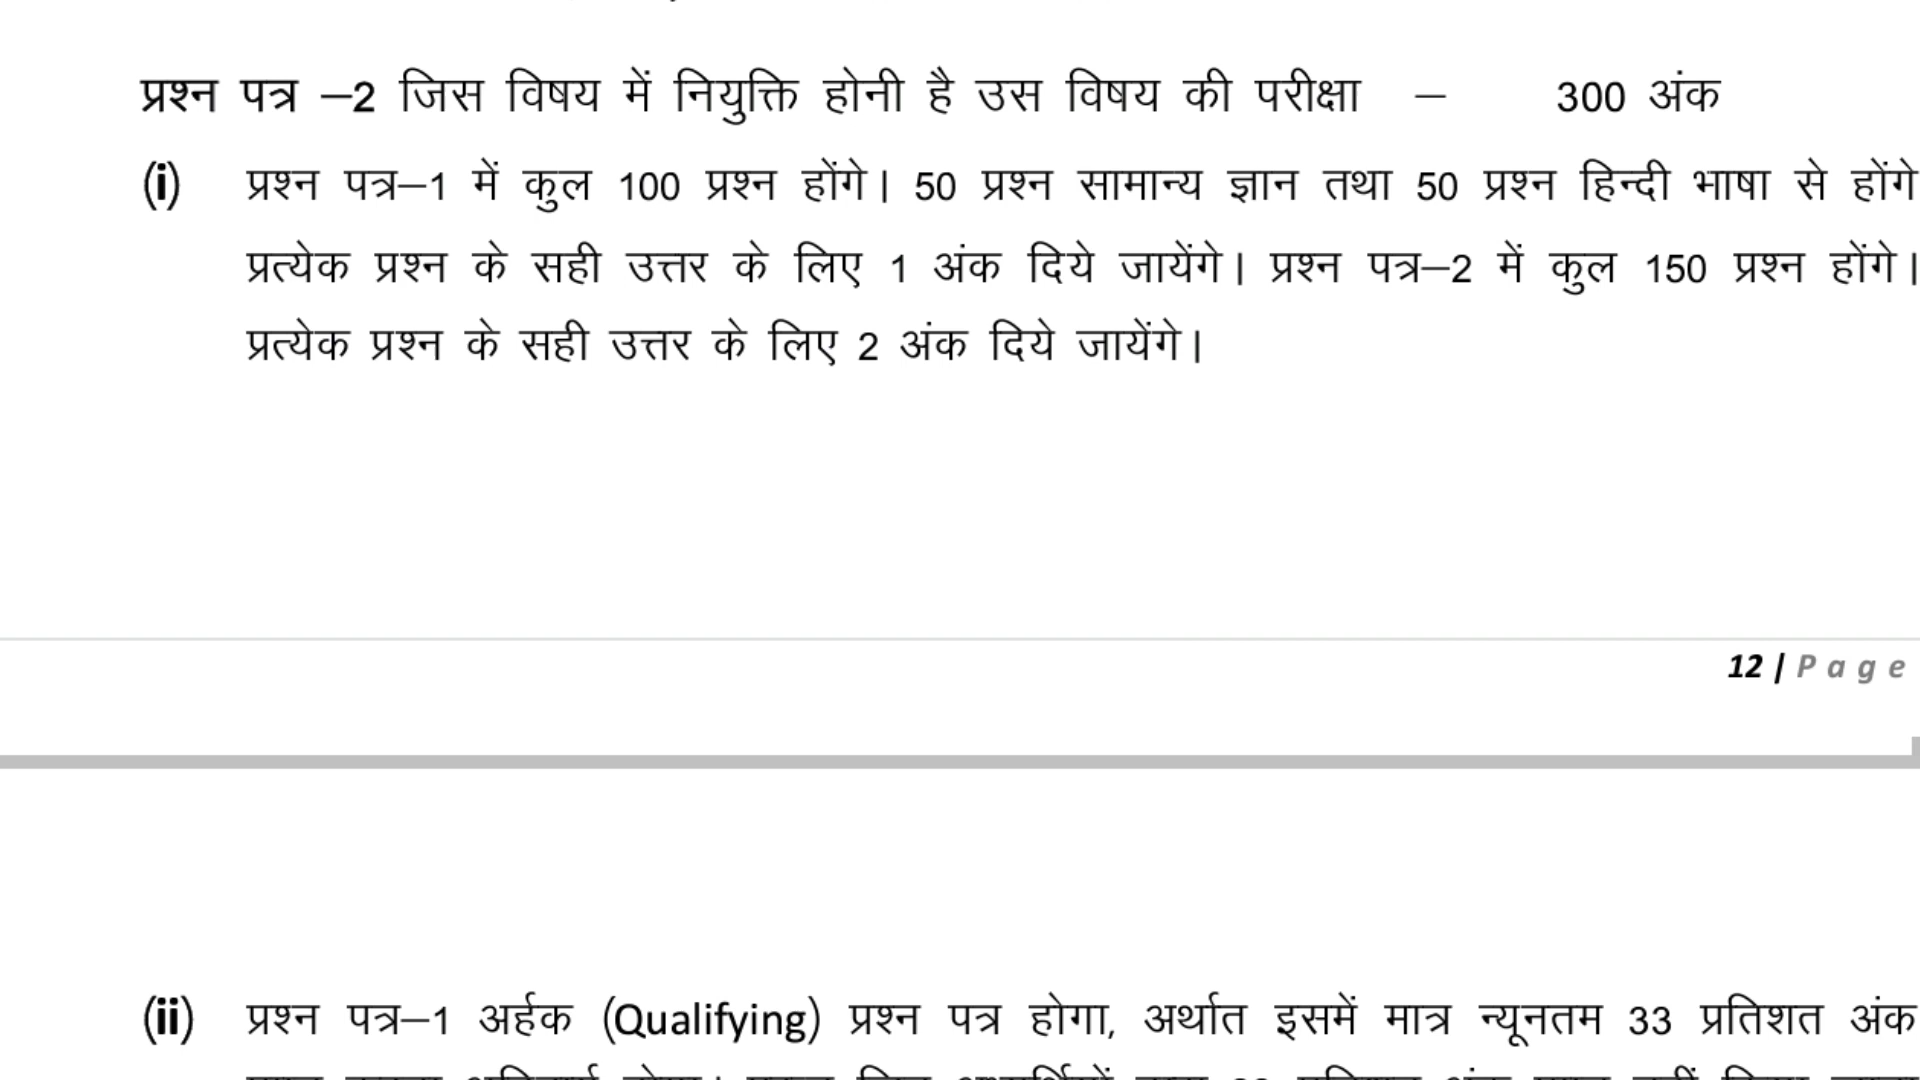 प्रश्न पत्र –2 जिस विषय में नियुक्ति होनी है उस विषय की परीक्षा – 300 अंक
(i) प्रश्न पत्र–1 में कुल 100 प्रश्न होंगे। 50 प्रश्न सामान्य ज्ञान तथा 50 प्रश्न हिन्दी भाषा से होंगे
प्रत्येक प्रश्न के सही उत्तर के लिए 1 अंक दिये जायेंगे। प्रश्न पत्र–2 में कुल 150 प्रश्न होंगे।
प्रत्येक प्रश्न के सही उत्तर के लिए 2 अंक दिये जायेंगे।
12 | Page
(ii) प्रश्न पत्र–1 अर्हक (Qualifying) प्रश्न पत्र होगा, अर्थात इसमें मात्र न्यूनतम 33 प्रतिशत अंक